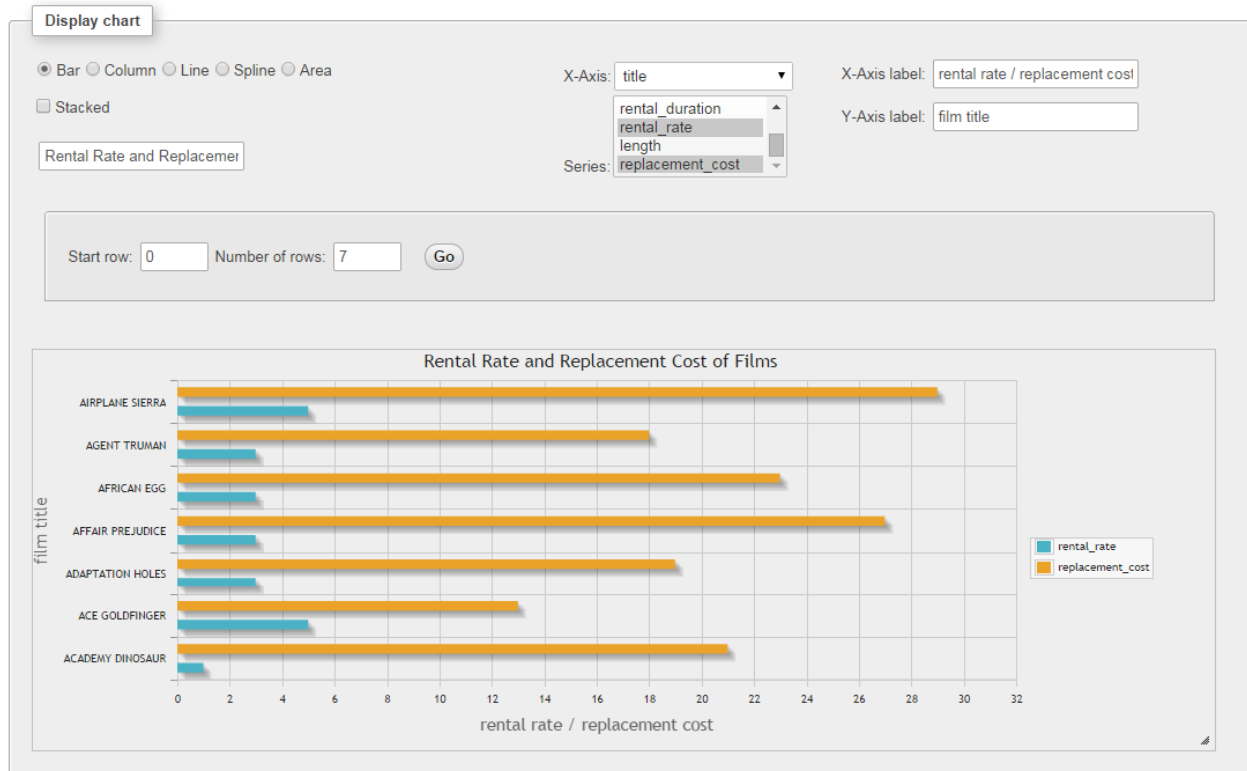 Display chart
Bar Column Line Spline Area
X-Axis: title
X-Axis label: rental rate / replacement cost
Stacked
rental_duration
rental_rate
length
Series: replacement_cost
Y-Axis label: film title
Rental Rate and Replacemer
Start row: 0 Number of rows: 7 Go
Rental Rate and Replacement Cost of Films
AIRPLANE SIERRA
AGENT TRUMAN
AFRICAN EGG
AFFAIR PREJUDICE
ADAPTATION HOLES
ACE GOLDFINGER
ACADEMY DINOSAUR
film title
0 2 4 6 8 10 12 14 16 18 20 22 24 26 28 30 32
rental rate / replacement cost
rental_rate
replacement_cost